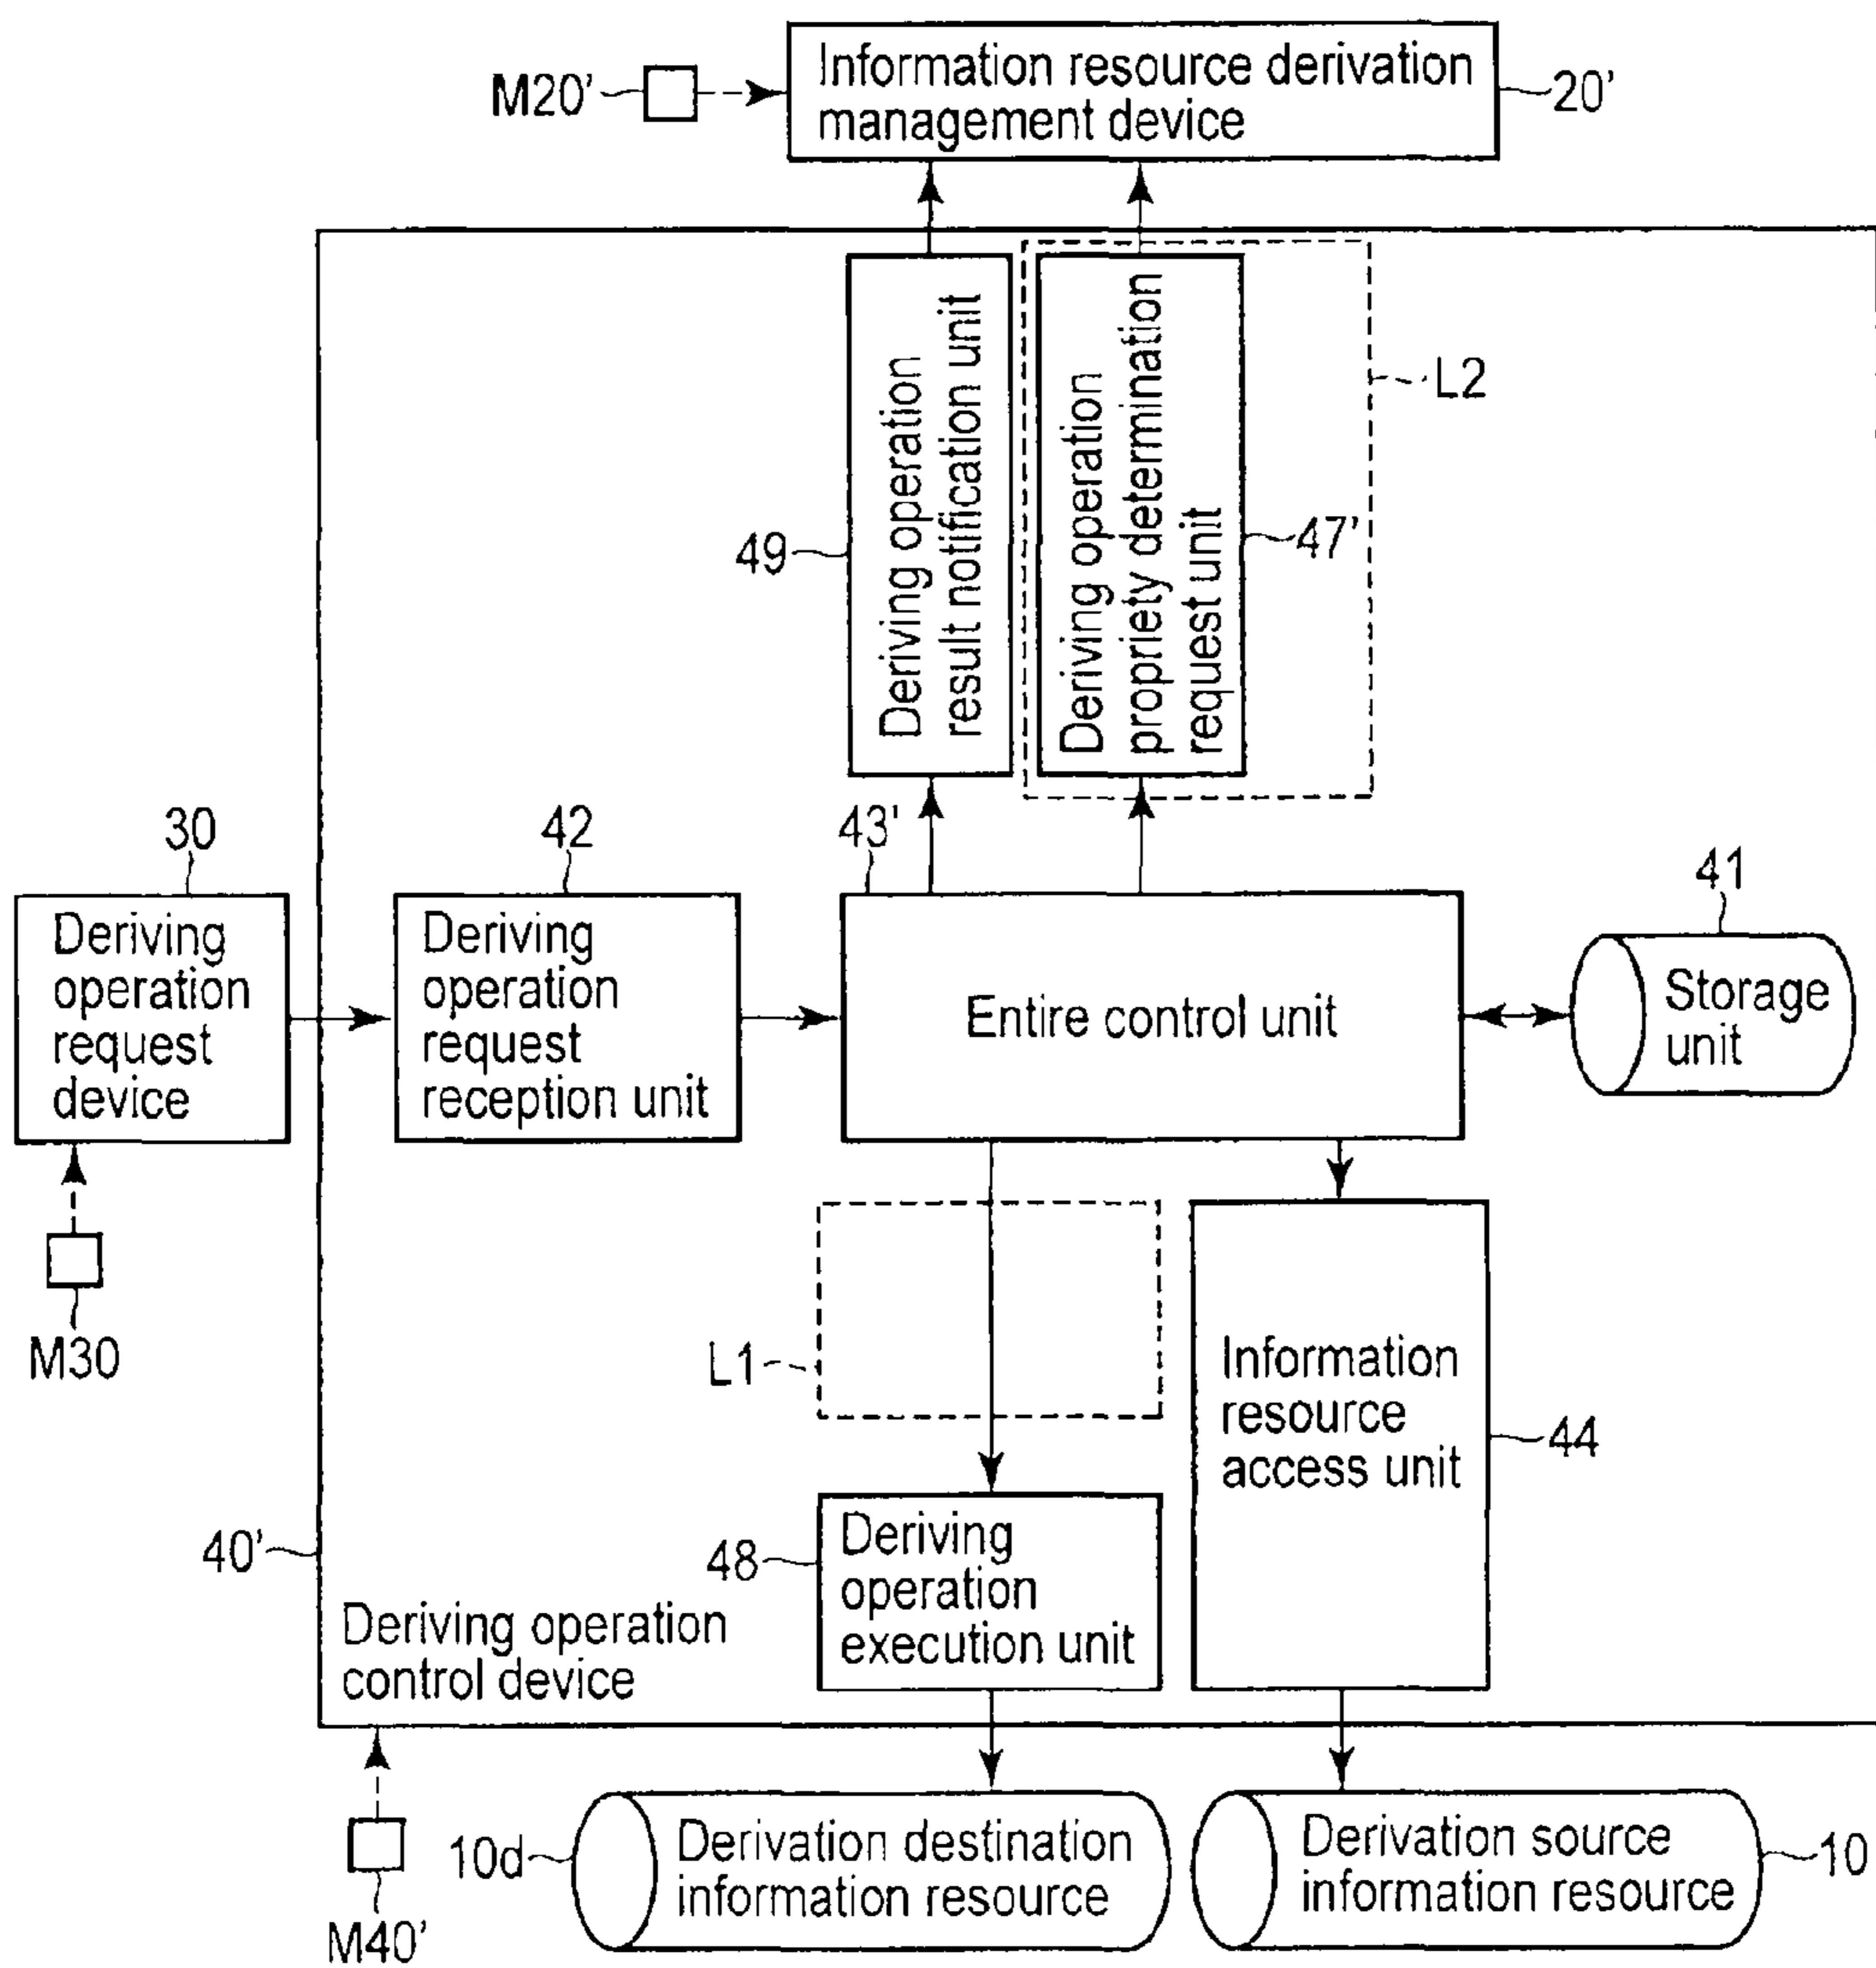 M20'
Information resource derivation
management device
20'
Deriving operation
result notification unit
49
Deriving operation
propriety determination
request unit
47'
L2
30
42
43'
41
Deriving
operation
request
device
Deriving
operation
request
reception unit
Entire control unit
Storage
unit
M30
L1
Information
resource
access unit
44
40'
48
Deriving
operation
execution unit
Deriving operation
control device
M40'
10d
Derivation destination
information resource
Derivation source
information resource
10